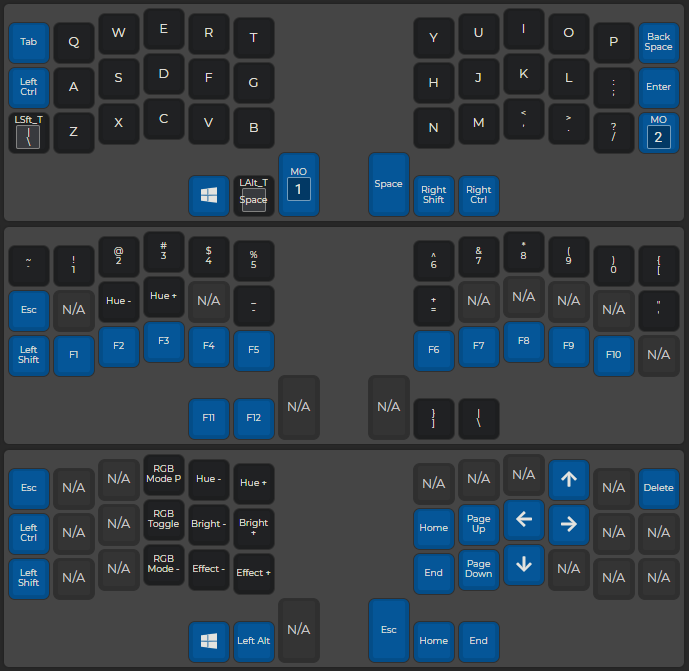 Tab Q W E R T Y U I O P Back Space
Left Ctrl A S D F G H J K L : ; Enter
LSft_T | \ Z X C V B N M < , > . ? / MO 2
LAlt_T Space MO 1 Space Right Shift Right Ctrl
~ ` ! 1 @ 2 # 3 $ 4 % 5 ^ 6 & 7 * 8 ( 9 ) 0 { [
Esc N/A Hue - Hue + N/A _ - + = N/A N/A N/A N/A " '
Left Shift F1 F2 F3 F4 F5 F6 F7 F8 F9 F10 N/A
F11 F12 N/A N/A } ] | \
Esc N/A N/A RGB Mode P Hue - Hue + N/A N/A N/A ↑ N/A Delete
Left Ctrl N/A N/A RGB Toggle Bright - Bright + Home Page Up ← → N/A N/A
Left Shift N/A N/A RGB Mode - Effect - Effect + End Page Down ↓ N/A N/A N/A
Left Alt N/A Esc Home End